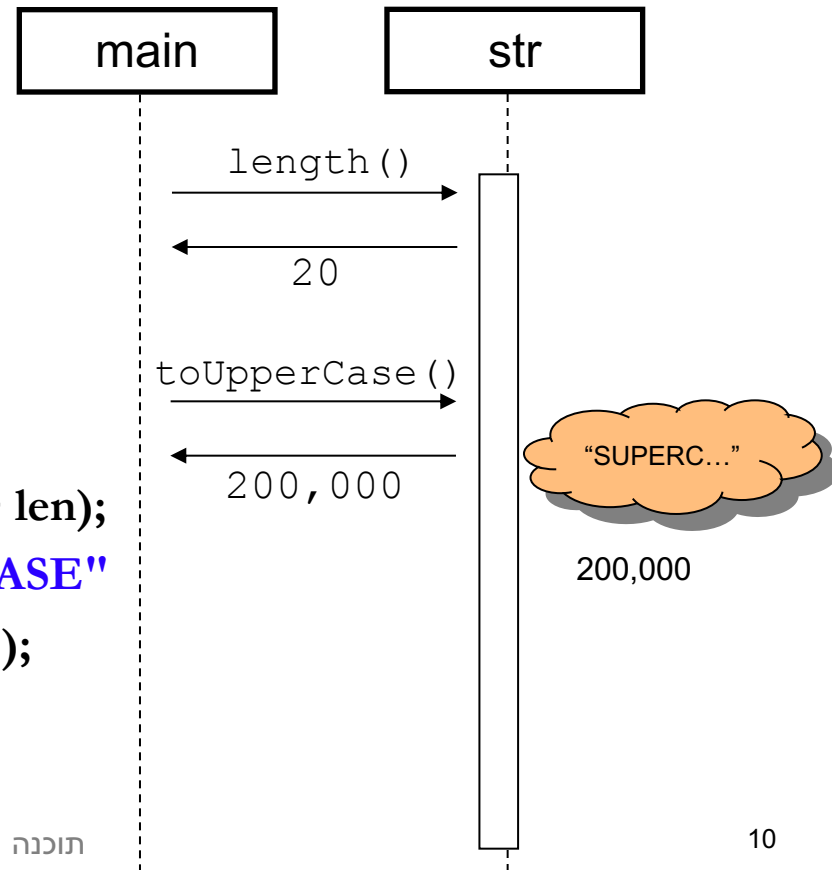 main
str
length()
20
toUpperCase()
“SUPERC…”
200,000
len);
200,000
ASE"
);
תוכנה
10